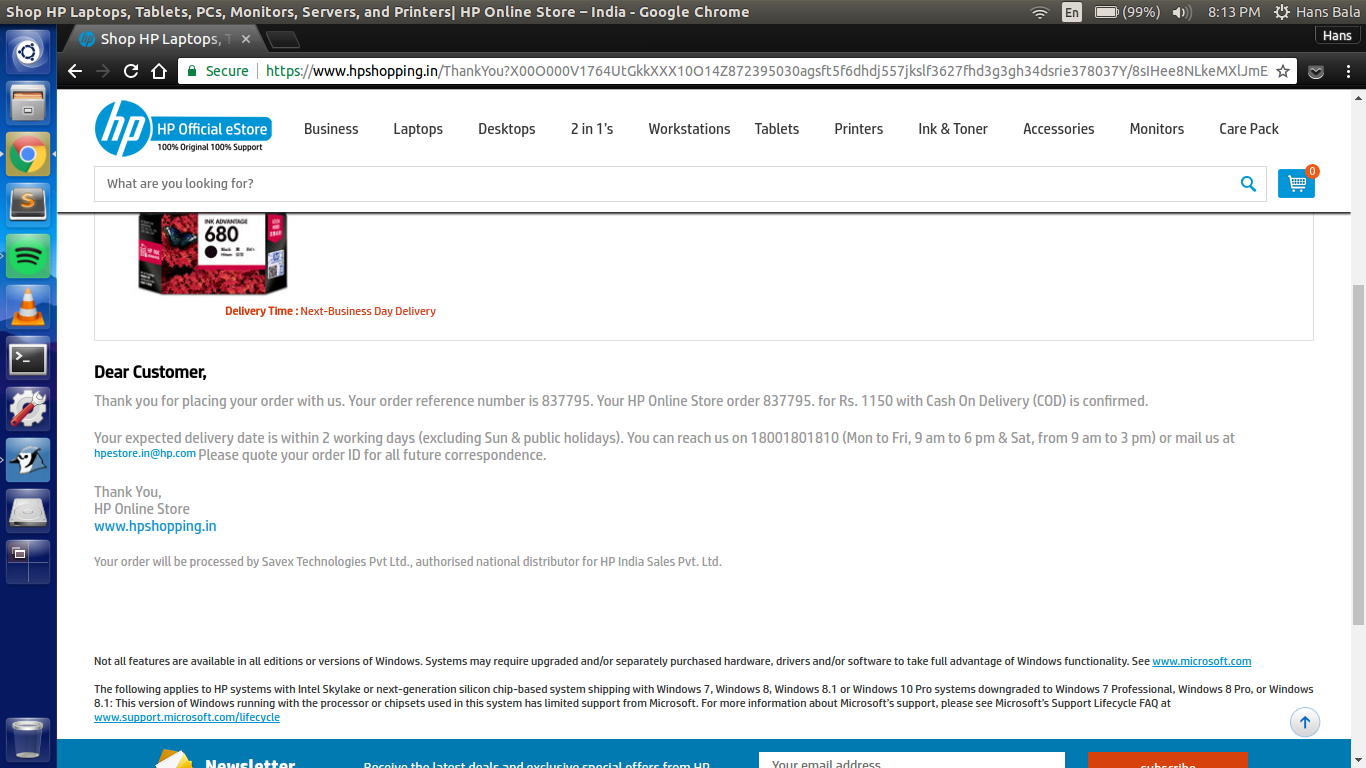 Shop HP Laptops, Tablets, PCs, Monitors, Servers, and Printers| HP Online Store – India - Google Chrome
En
(99%)
8:13 PM
Hans Bala
Shop HP Laptops, T
Hans
Secure
https://www.hpshopping.in/ThankYou?X00O000V1764UtGkkXXX10O14Z872395030agsft5f6dhdj557jkslf3627fhd3g3gh34dsrie378037Y/8sIHee8NLkeMXlJmE
hp
HP Official eStore
100% Original 100% Support
Business
Laptops
Desktops
2 in 1's
Workstations
Tablets
Printers
Ink & Toner
Accessories
Monitors
Care Pack
What are you looking for?
0
INK ADVANTAGE
680
Black
Delivery Time : Next-Business Day Delivery
Dear Customer,
Thank you for placing your order with us. Your order reference number is 837795. Your HP Online Store order 837795. for Rs. 1150 with Cash On Delivery (COD) is confirmed.
Your expected delivery date is within 2 working days (excluding Sun & public holidays). You can reach us on 18001801810 (Mon to Fri, 9 am to 6 pm & Sat, from 9 am to 3 pm) or mail us at
hpestore.in@hp.com Please quote your order ID for all future correspondence.
Thank You,
HP Online Store
www.hpshopping.in
Your order will be processed by Savex Technologies Pvt Ltd., authorised national distributor for HP India Sales Pvt. Ltd.
Not all features are available in all editions or versions of Windows. Systems may require upgraded and/or separately purchased hardware, drivers and/or software to take full advantage of Windows functionality. See www.microsoft.com
The following applies to HP systems with Intel Skylake or next-generation silicon chip-based system shipping with Windows 7, Windows 8, Windows 8.1 or Windows 10 Pro systems downgraded to Windows 7 Professional, Windows 8 Pro, or Windows
8.1: This version of Windows running with the processor or chipsets used in this system has limited support from Microsoft. For more information about Microsoft's support, please see Microsoft's Support Lifecycle FAQ at
www.support.microsoft.com/lifecycle
Newsletter
Receive the latest deals and exclusive special offers from HP
Your email address
subscribe